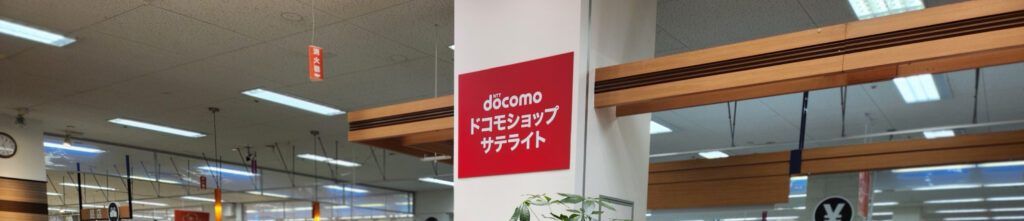 消火器
NTT
docomo
ドコモショップ
サテライト
¥